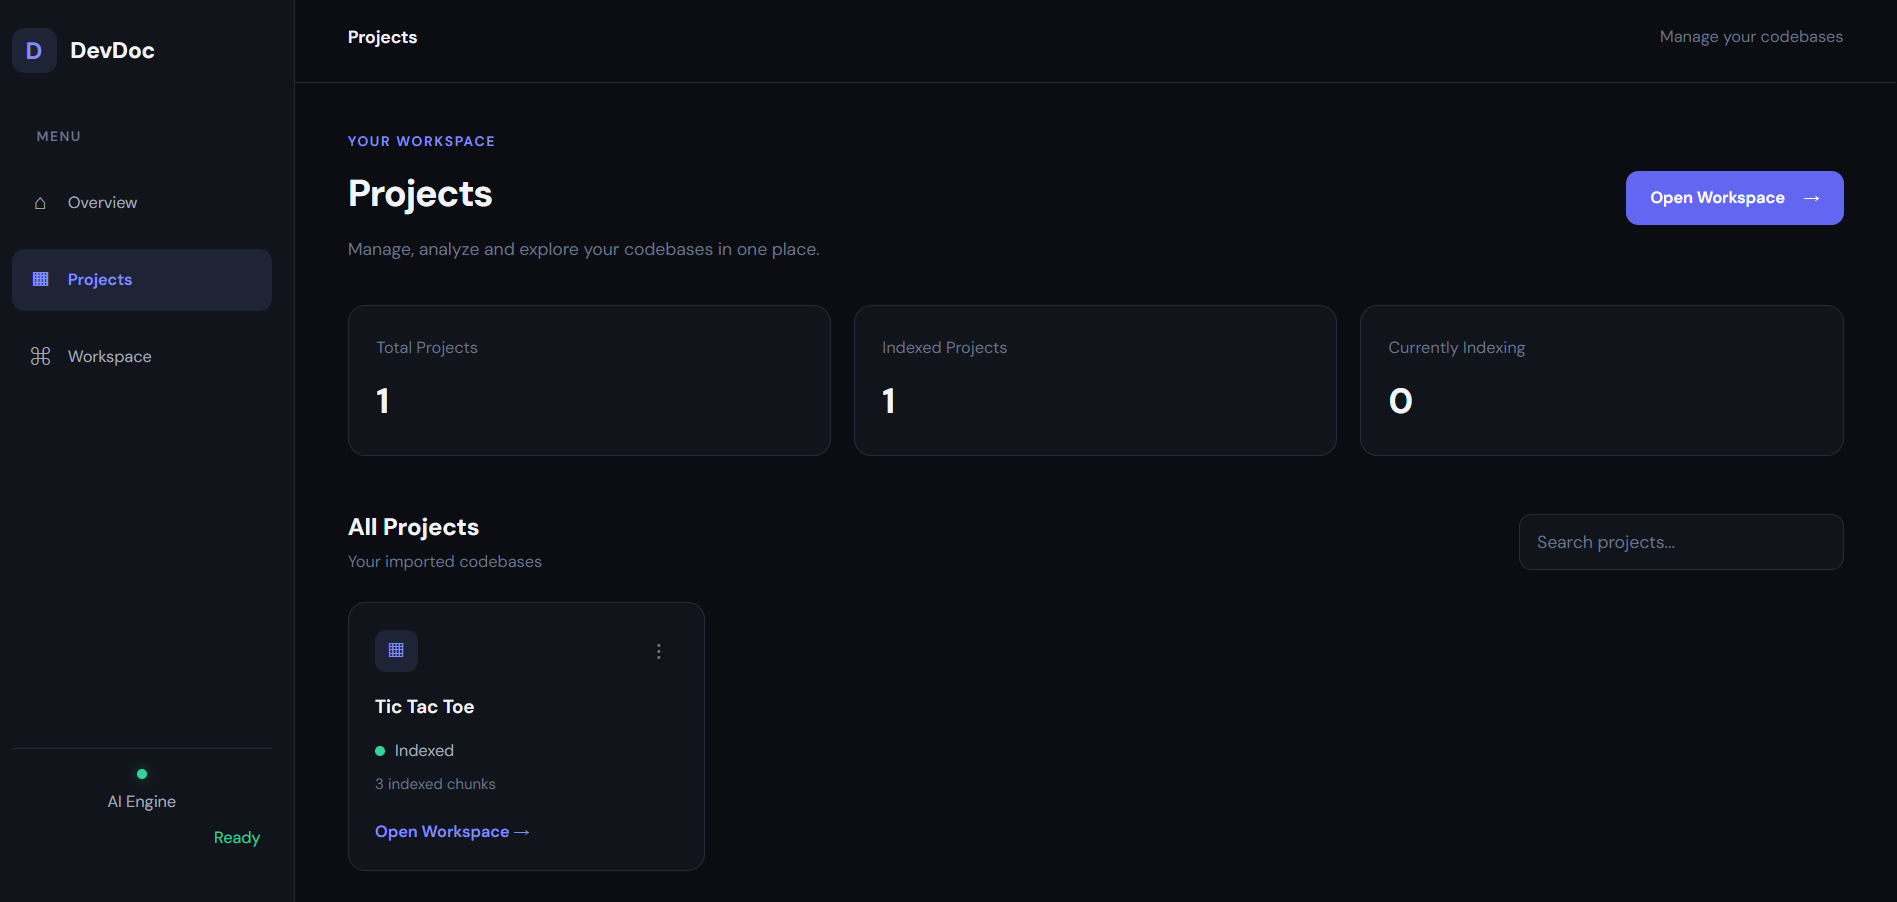 D DevDoc
MENU
Overview
Projects
Workspace
AI Engine
Ready
Projects
Manage your codebases
YOUR WORKSPACE
Projects
Manage, analyze and explore your codebases in one place.
Open Workspace →
Total Projects
1
Indexed Projects
1
Currently Indexing
0
All Projects
Your imported codebases
Search projects...
Tic Tac Toe
Indexed
3 indexed chunks
Open Workspace →